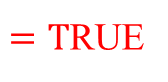 = TRUE